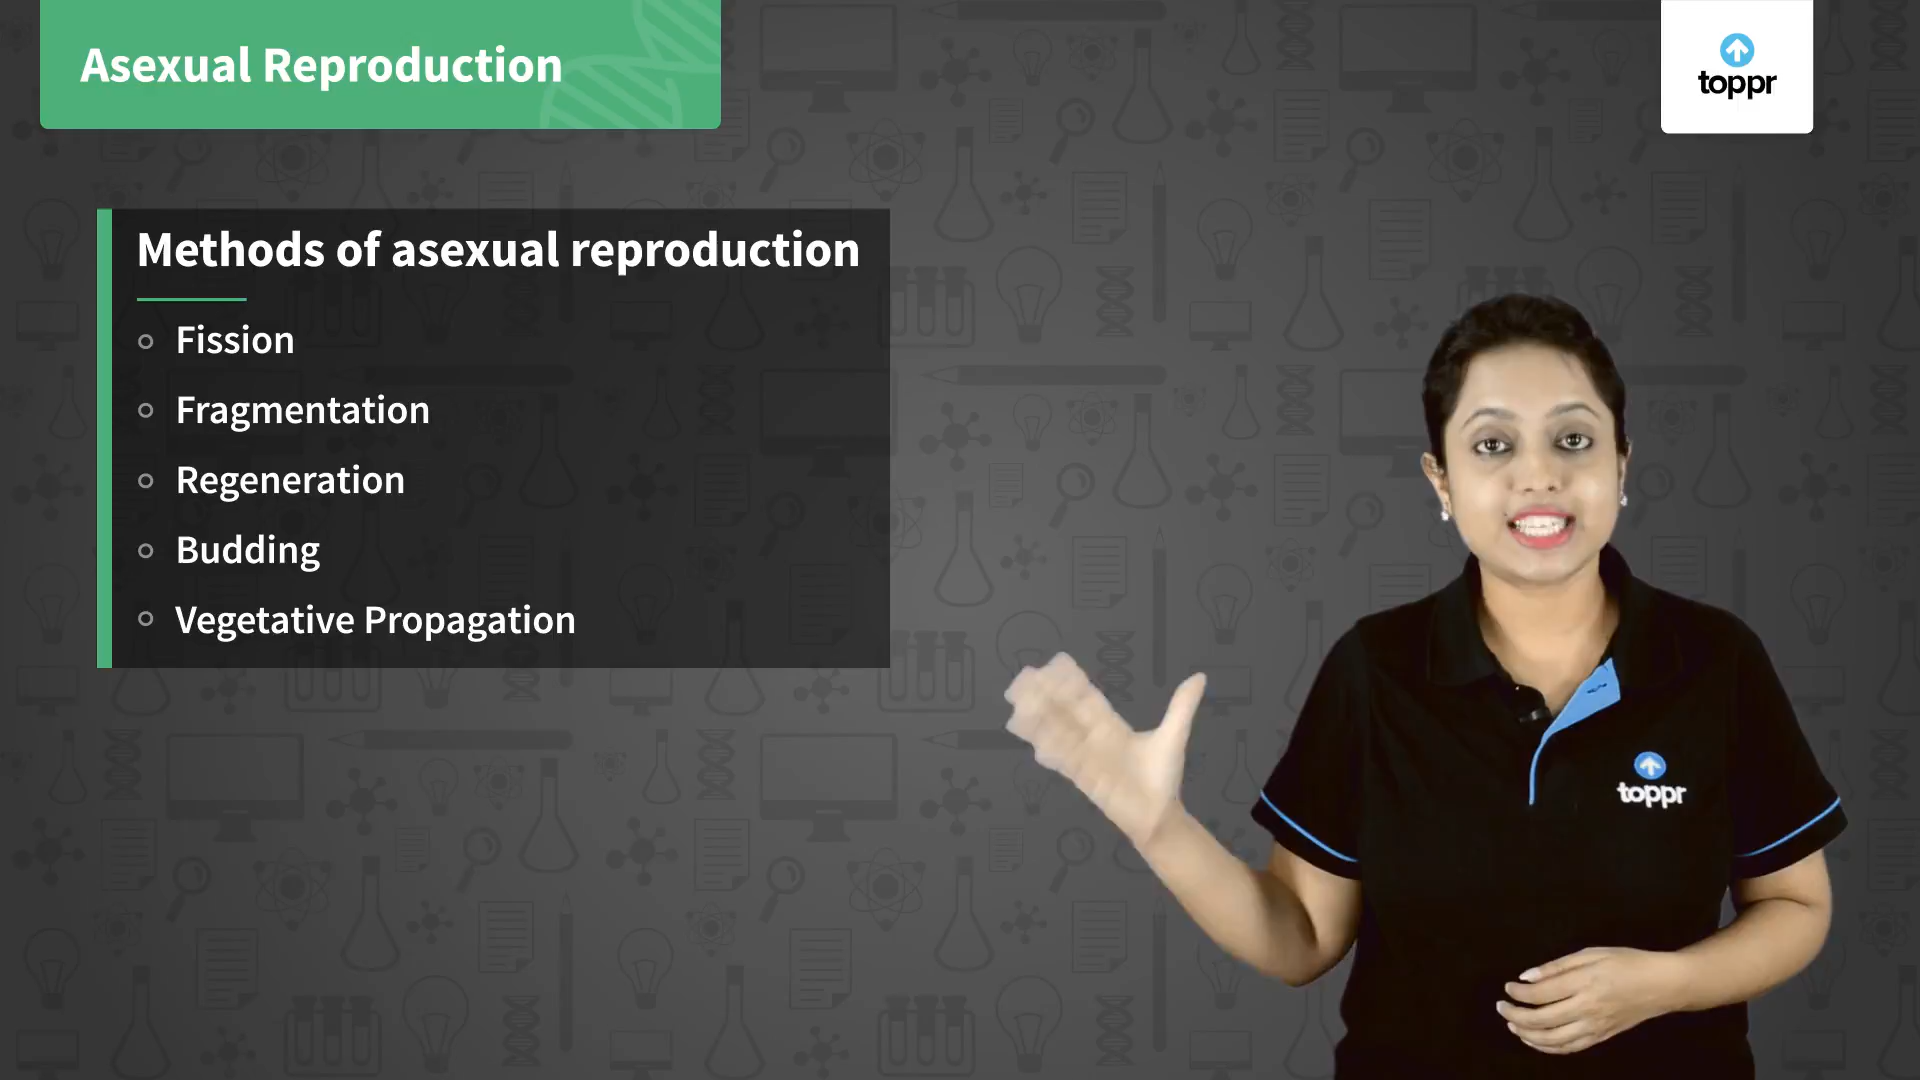 Asexual Reproduction
toppr
Methods of asexual reproduction
Fission
Fragmentation
Regeneration
Budding
Vegetative Propagation
toppr